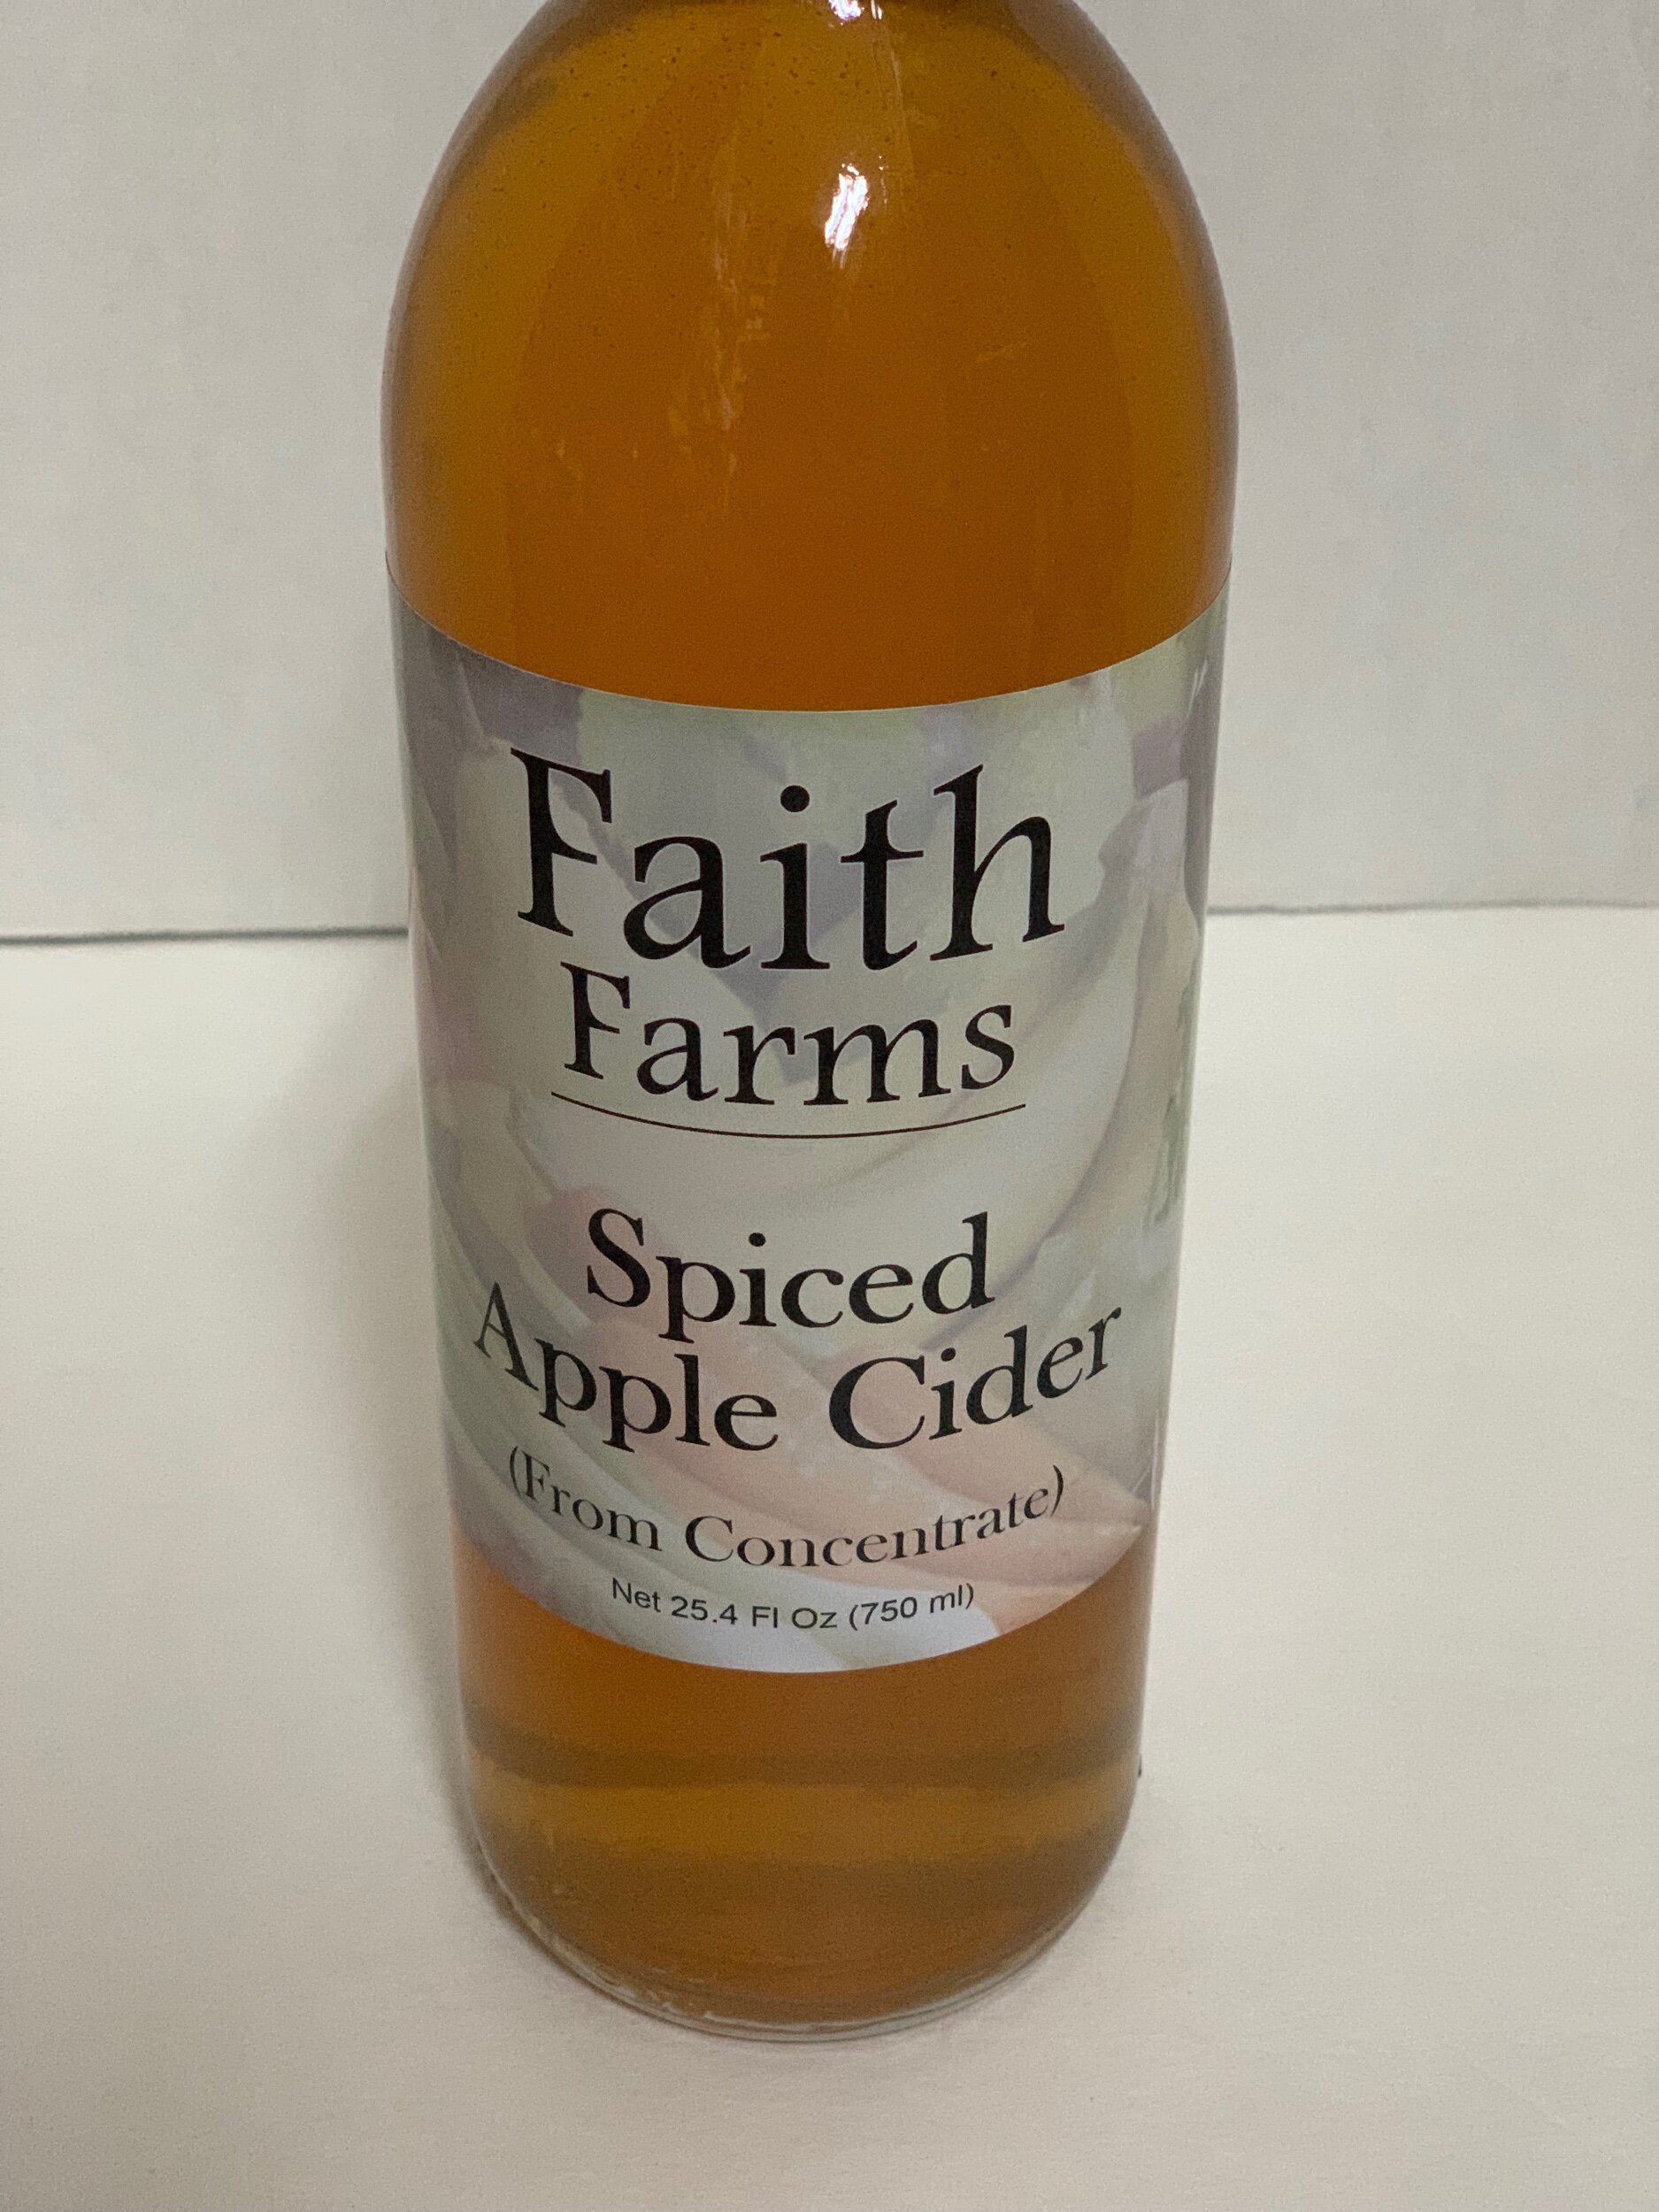 Faith
Farms
Spiced
Apple Cider
(From Concentrate)
Net 25.4 Fl Oz (750 ml)